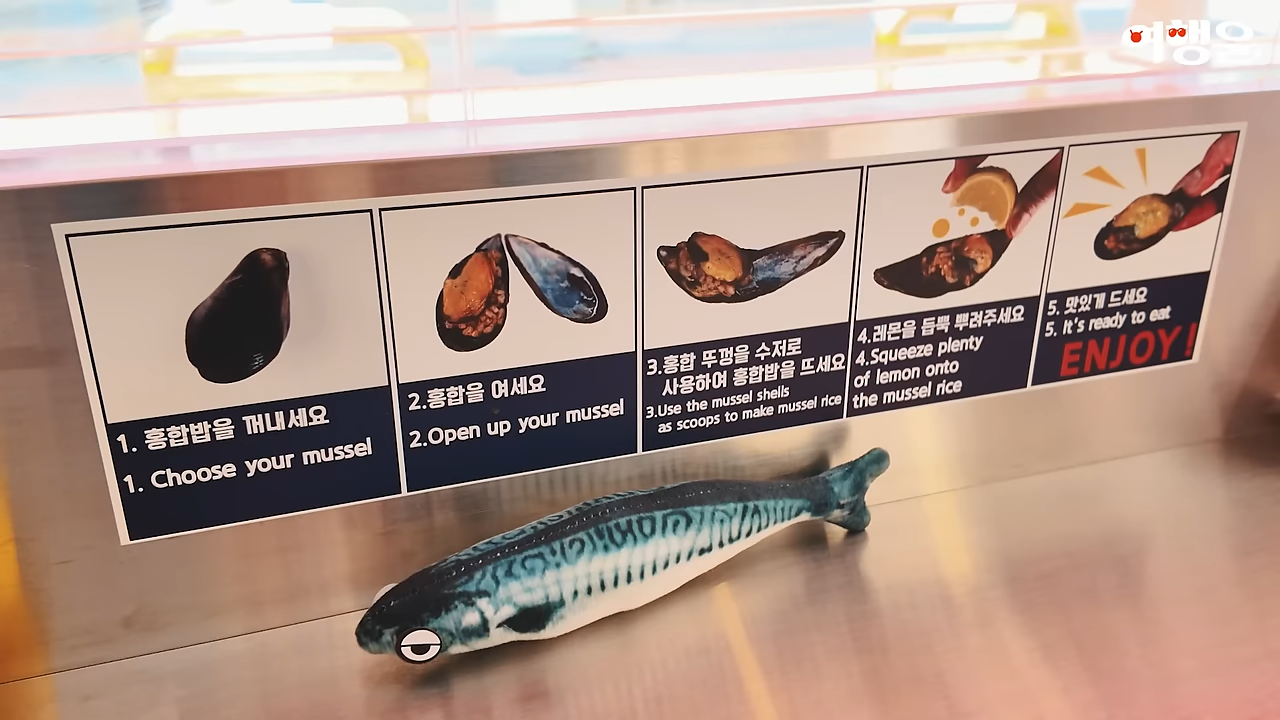 여행을
1. 홍합밥을 꺼내세요
1. Choose your mussel
2.홍합을 여세요
2.Open up your mussel
3.홍합 뚜껑을 수저로
사용하여 홍합밥을 뜨세요
3.Use the mussel shells
as scoops to make mussel rice
4.레몬을 듬뿍 뿌려주세요
4.Squeeze plenty
of lemon onto
the mussel rice
5. 맛있게 드세요
5. It's ready to eat
ENJOY!